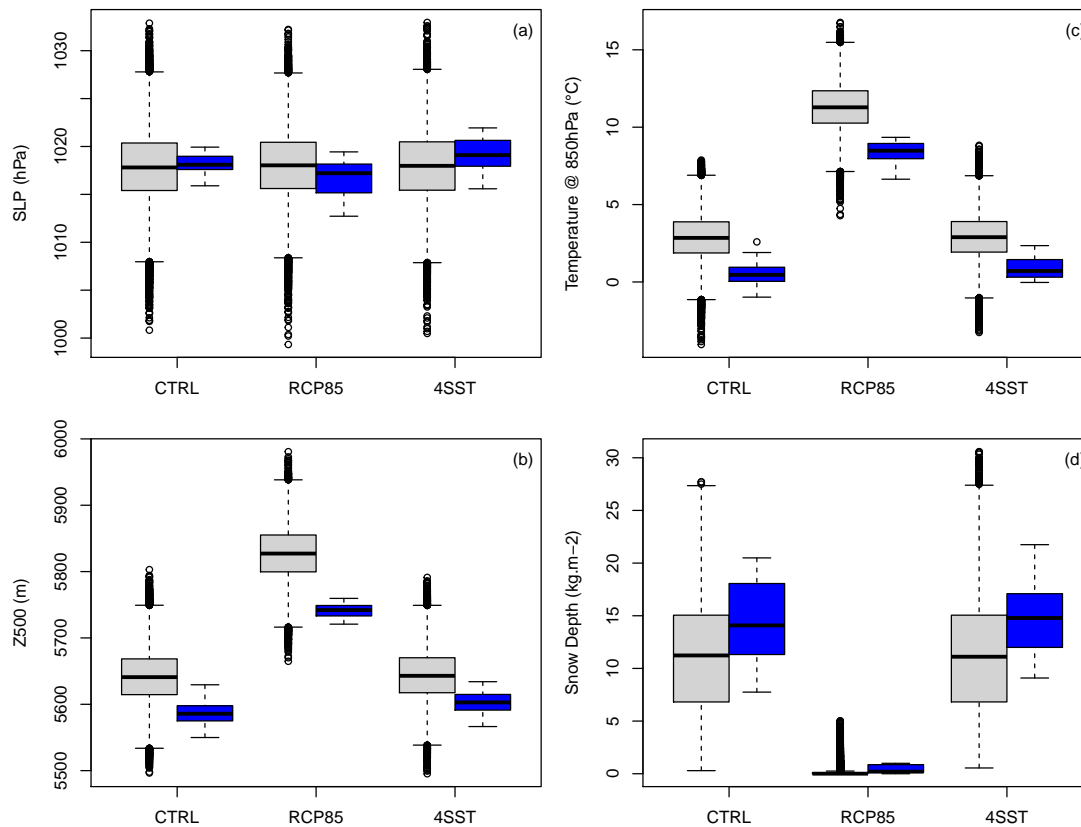 (a)
SLP (hPa)
1030
1020
1010
1000
CTRL
RCP85
4SST
(c)
Temperature @ 850hPa (°C)
15
10
5
0
CTRL
RCP85
4SST
(b)
Z500 (m)
6000
5900
5800
5700
5600
5500
CTRL
RCP85
4SST
(d)
Snow Depth (kg.m−2)
30
25
20
15
10
5
0
CTRL
RCP85
4SST